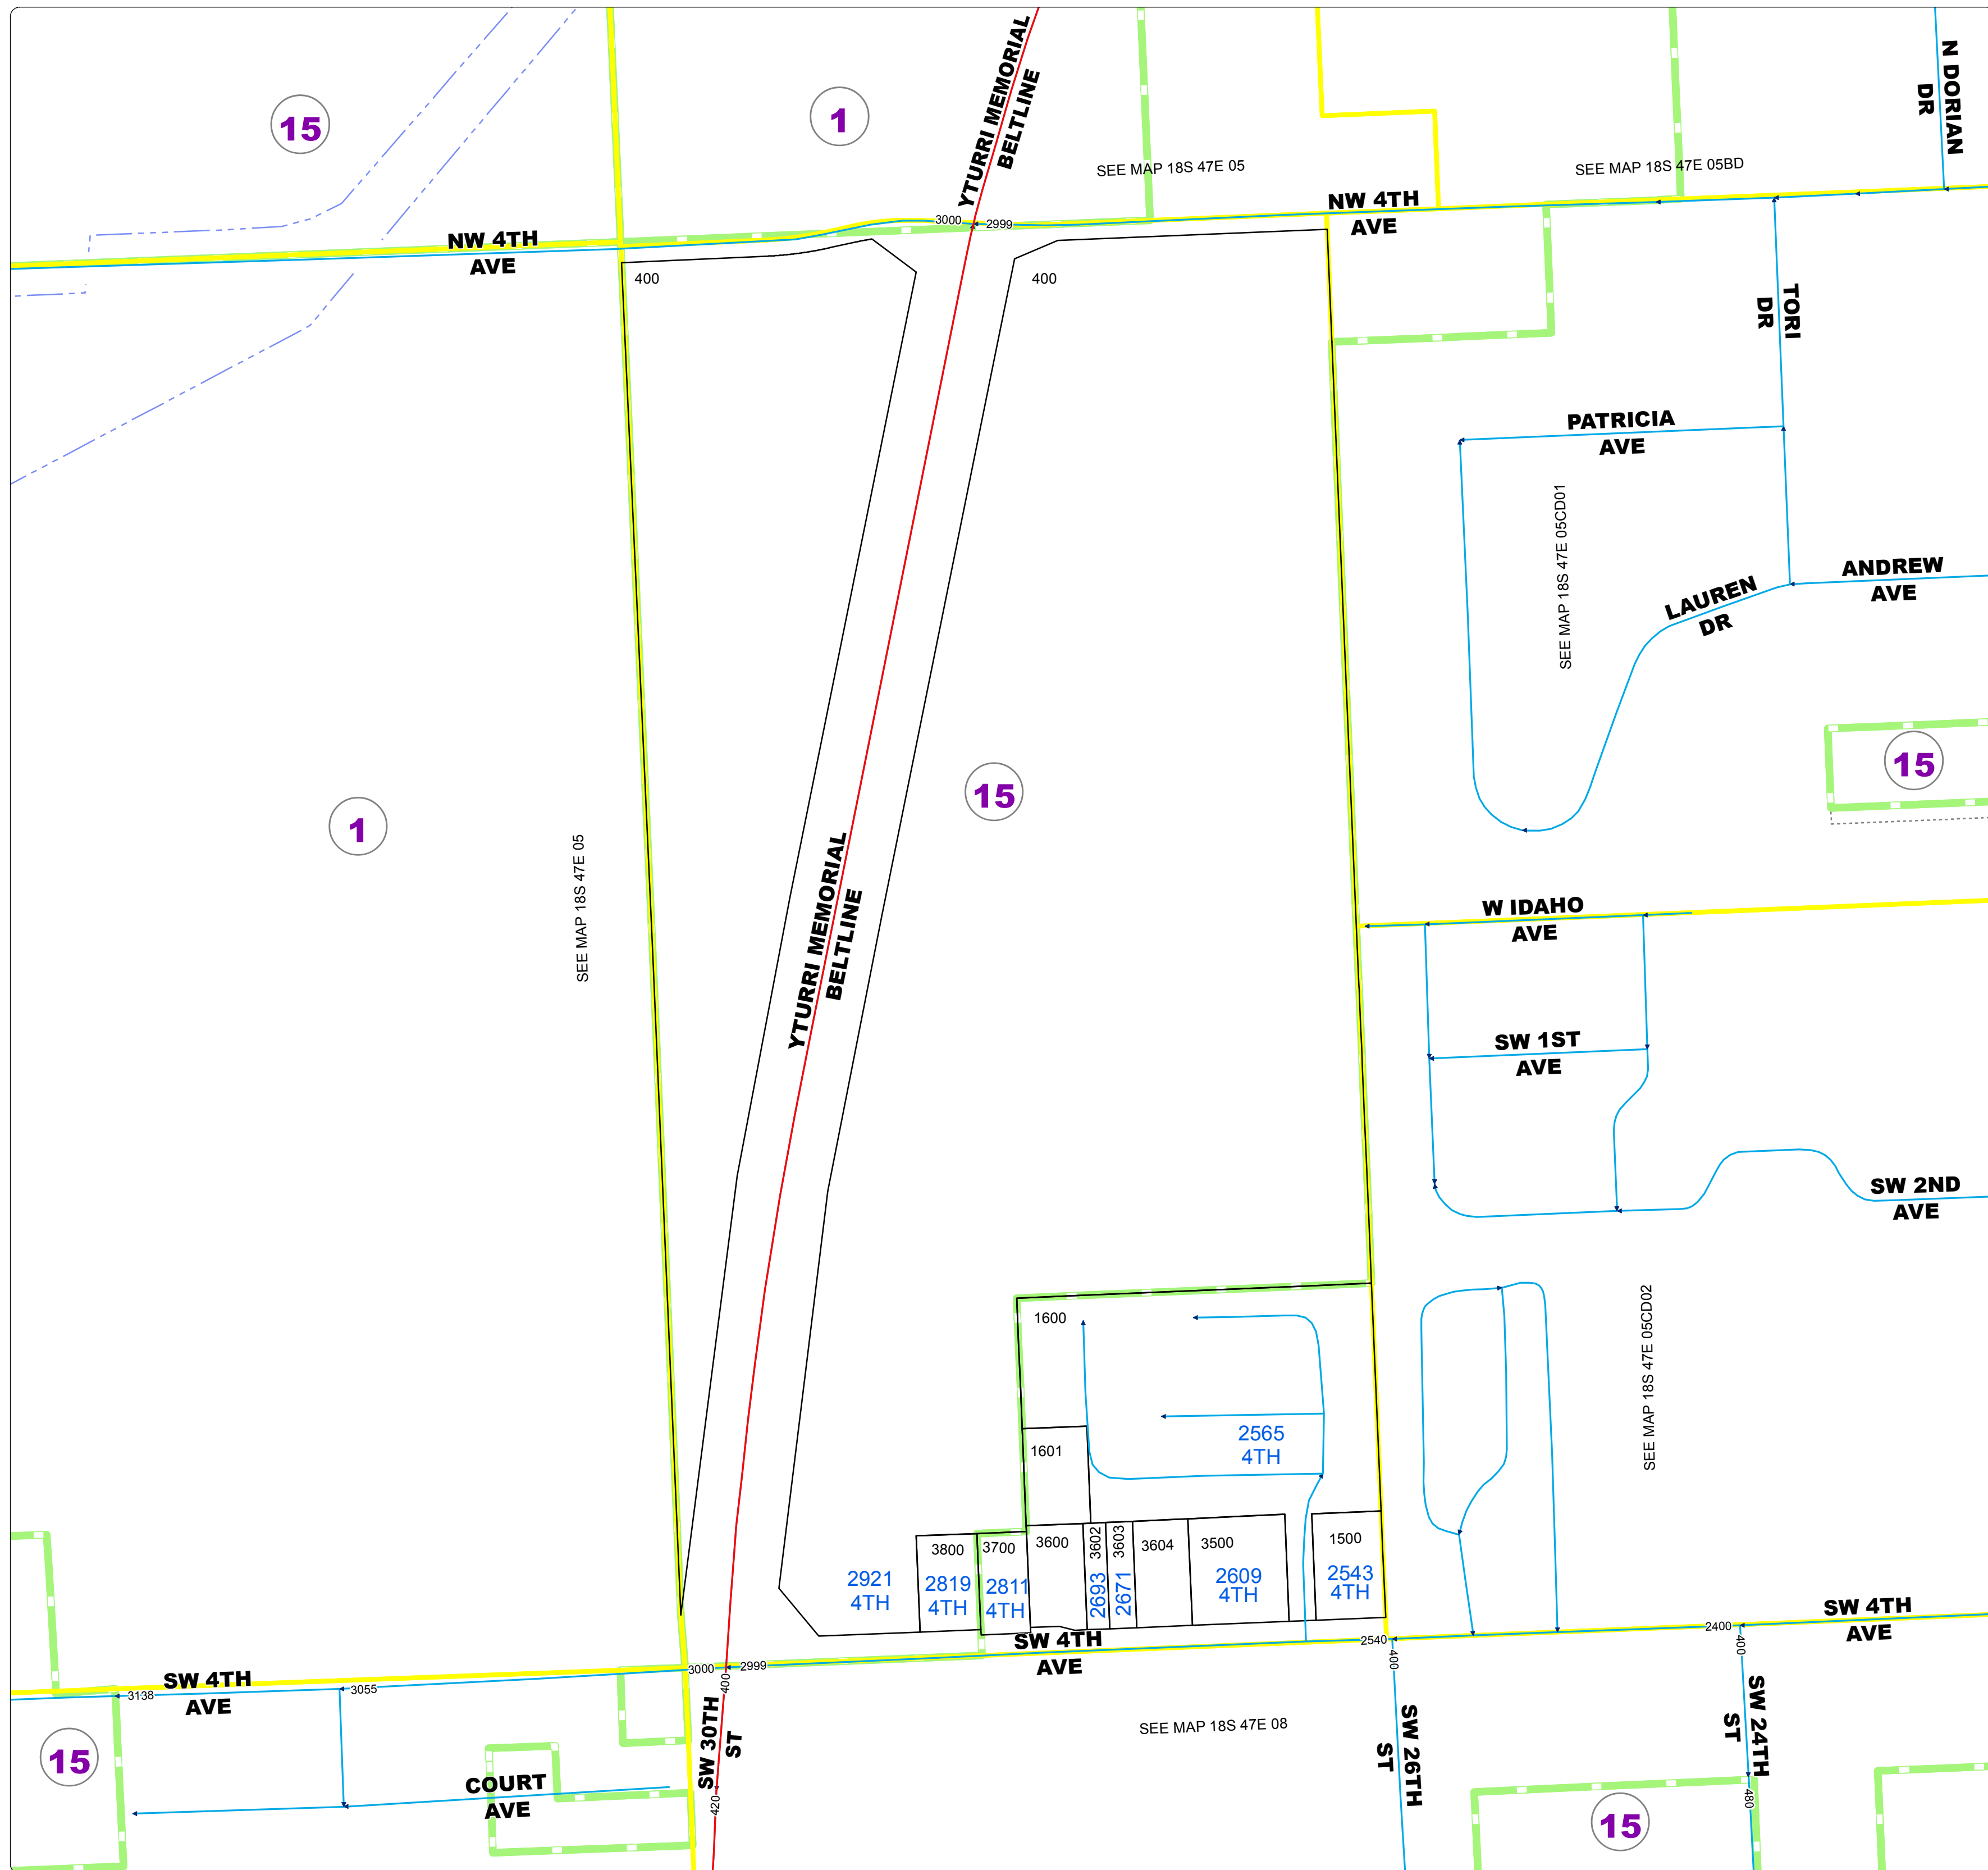 15
1
YTURRI MEMORIAL
BELTLINE
SEE MAP 18S 47E 05
SEE MAP 18S 47E 05BD
N DORIAN
DR
NW 4TH
AVE
3000
2999
NW 4TH
AVE
400
400
TORI
DR
PATRICIA
AVE
SEE MAP 18S 47E 05CD01
ANDREW
AVE
LAUREN
DR
15
15
1
SEE MAP 18S 47E 05
YTURRI MEMORIAL
BELTLINE
W IDAHO
AVE
SW 1ST
AVE
SW 2ND
AVE
SEE MAP 18S 47E 05CD02
1600
1601
2565
4TH
3800
3700
3600
3602
3603
3604
3500
1500
2921
4TH
2819
4TH
2811
4TH
2693
2671
2609
4TH
2543
4TH
SW 4TH
AVE
SW 4TH
AVE
2400
2540
3000
2999
SW 4TH
AVE
3138
3055
400
400
400
SW 30TH
ST
420
SEE MAP 18S 47E 08
SW 26TH
ST
SW 24TH
ST
480
15
COURT
AVE
15